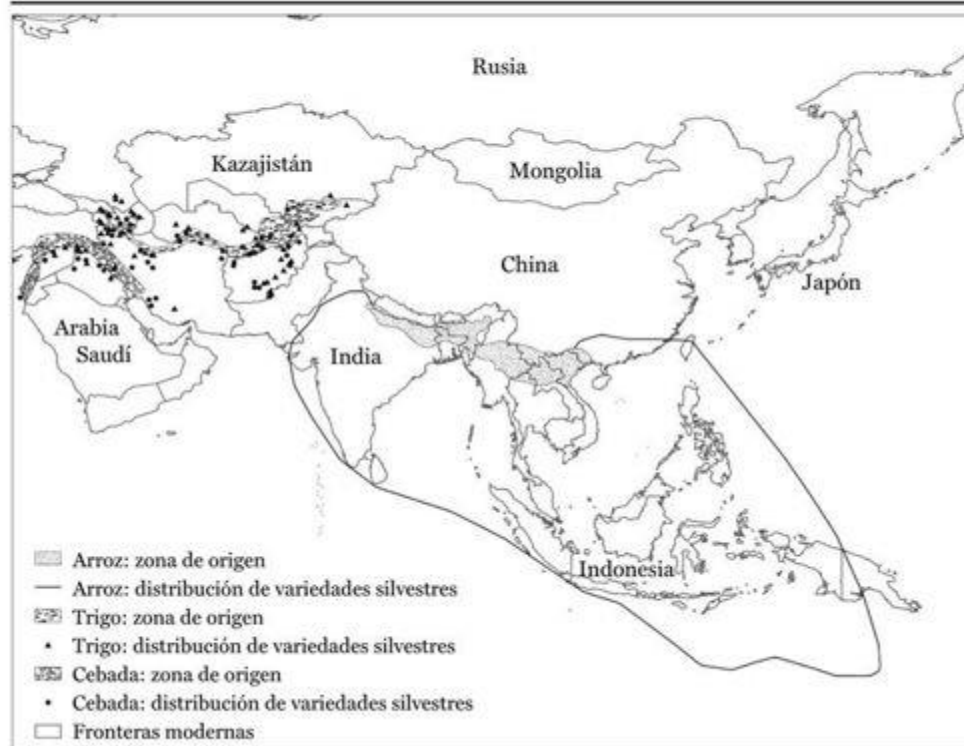 Rusia
Kazajistán
Mongolia
China
Japón
Arabia
Saudí
India
Indonesia
Arroz: zona de origen
Arroz: distribución de variedades silvestres
Trigo: zona de origen
Trigo: distribución de variedades silvestres
Cebada: zona de origen
Cebada: distribución de variedades silvestres
Fronteras modernas